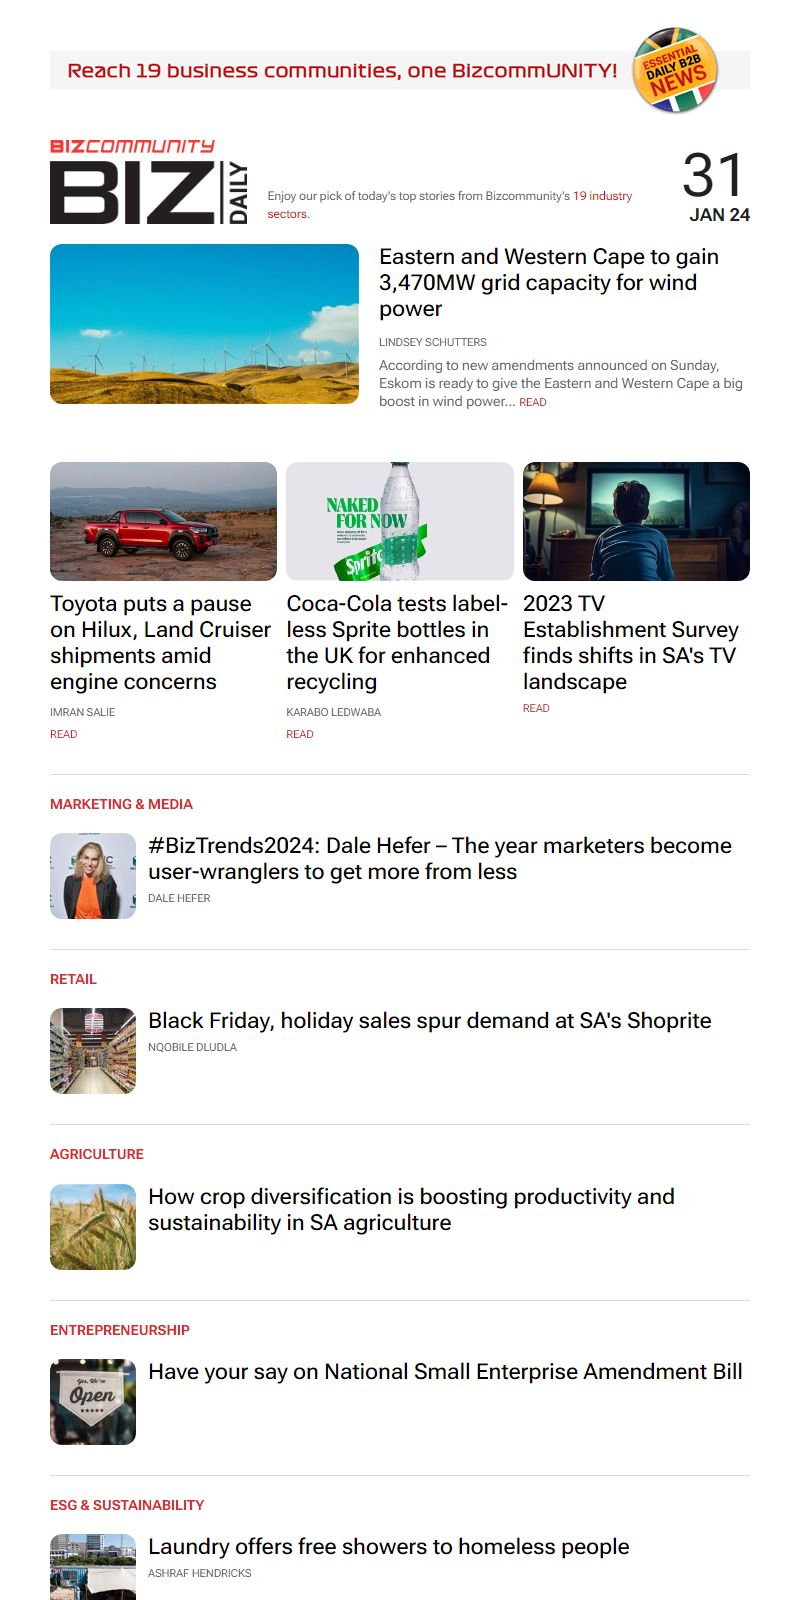 Reach 19 business communities, one BizcommUNITY!
ESSENTIAL
DAILY B2B
NEWS
BIZCOMMUNITY
BIZ
DAILY
Enjoy our pick of today's top stories from Bizcommunity's 19 industry
sectors.
31
JAN 24
Eastern and Western Cape to gain
3,470MW grid capacity for wind
power
LINDSEY SCHUTTERS
According to new amendments announced on Sunday,
Eskom is ready to give the Eastern and Western Cape a big
boost in wind power... READ
NAKED
FOR NOW
Sprite
Toyota puts a pause
on Hilux, Land Cruiser
shipments amid
engine concerns
IMRAN SALIE
READ
Coca-Cola tests label-
less Sprite bottles in
the UK for enhanced
recycling
KARABO LEDWABA
READ
2023 TV
Establishment Survey
finds shifts in SA's TV
landscape
READ
MARKETING & MEDIA
#BizTrends2024: Dale Hefer – The year marketers become
user-wranglers to get more from less
DALE HEFER
RETAIL
Black Friday, holiday sales spur demand at SA's Shoprite
NQOBILE DLUDLA
AGRICULTURE
How crop diversification is boosting productivity and
sustainability in SA agriculture
ENTREPRENEURSHIP
Yes, We're
Open
Have your say on National Small Enterprise Amendment Bill
ESG & SUSTAINABILITY
Laundry offers free showers to homeless people
ASHRAF HENDRICKS